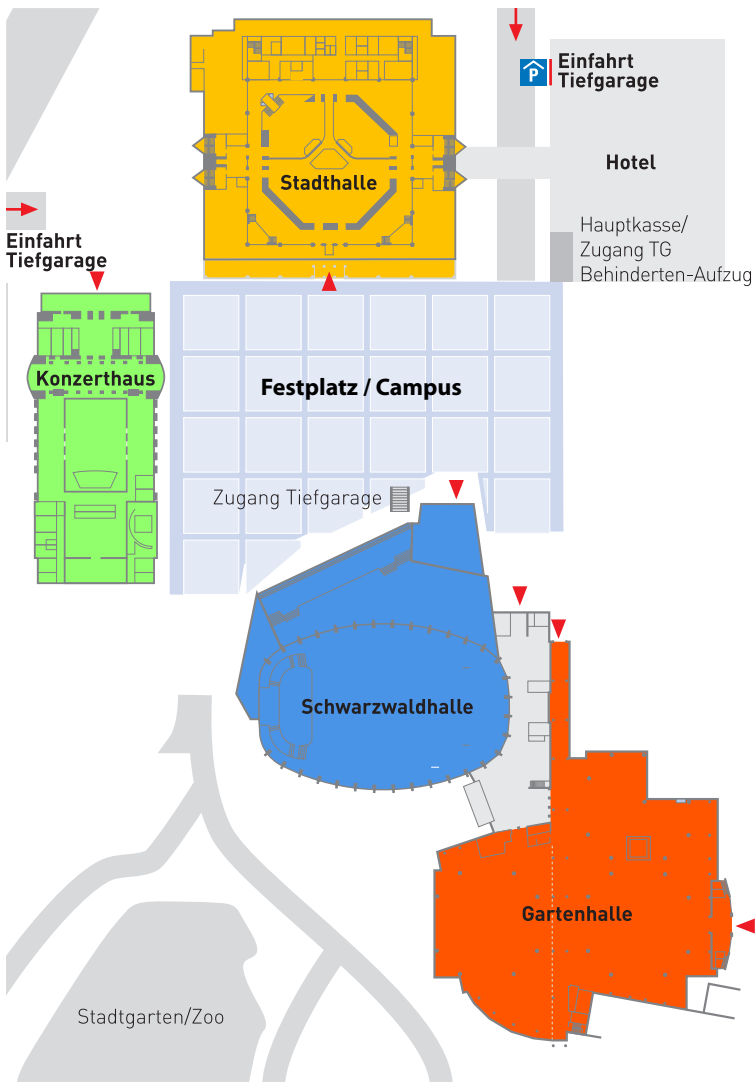 Einfahrt
Tiefgarage
P
Hotel
Stadthalle
Hauptkasse/
Zugang TG
Behinderten-Aufzug
Einfahrt
Tiefgarage
Konzerthaus
Festplatz / Campus
Zugang Tiefgarage
Schwarzwaldhalle
Gartenhalle
Stadtgarten/Zoo